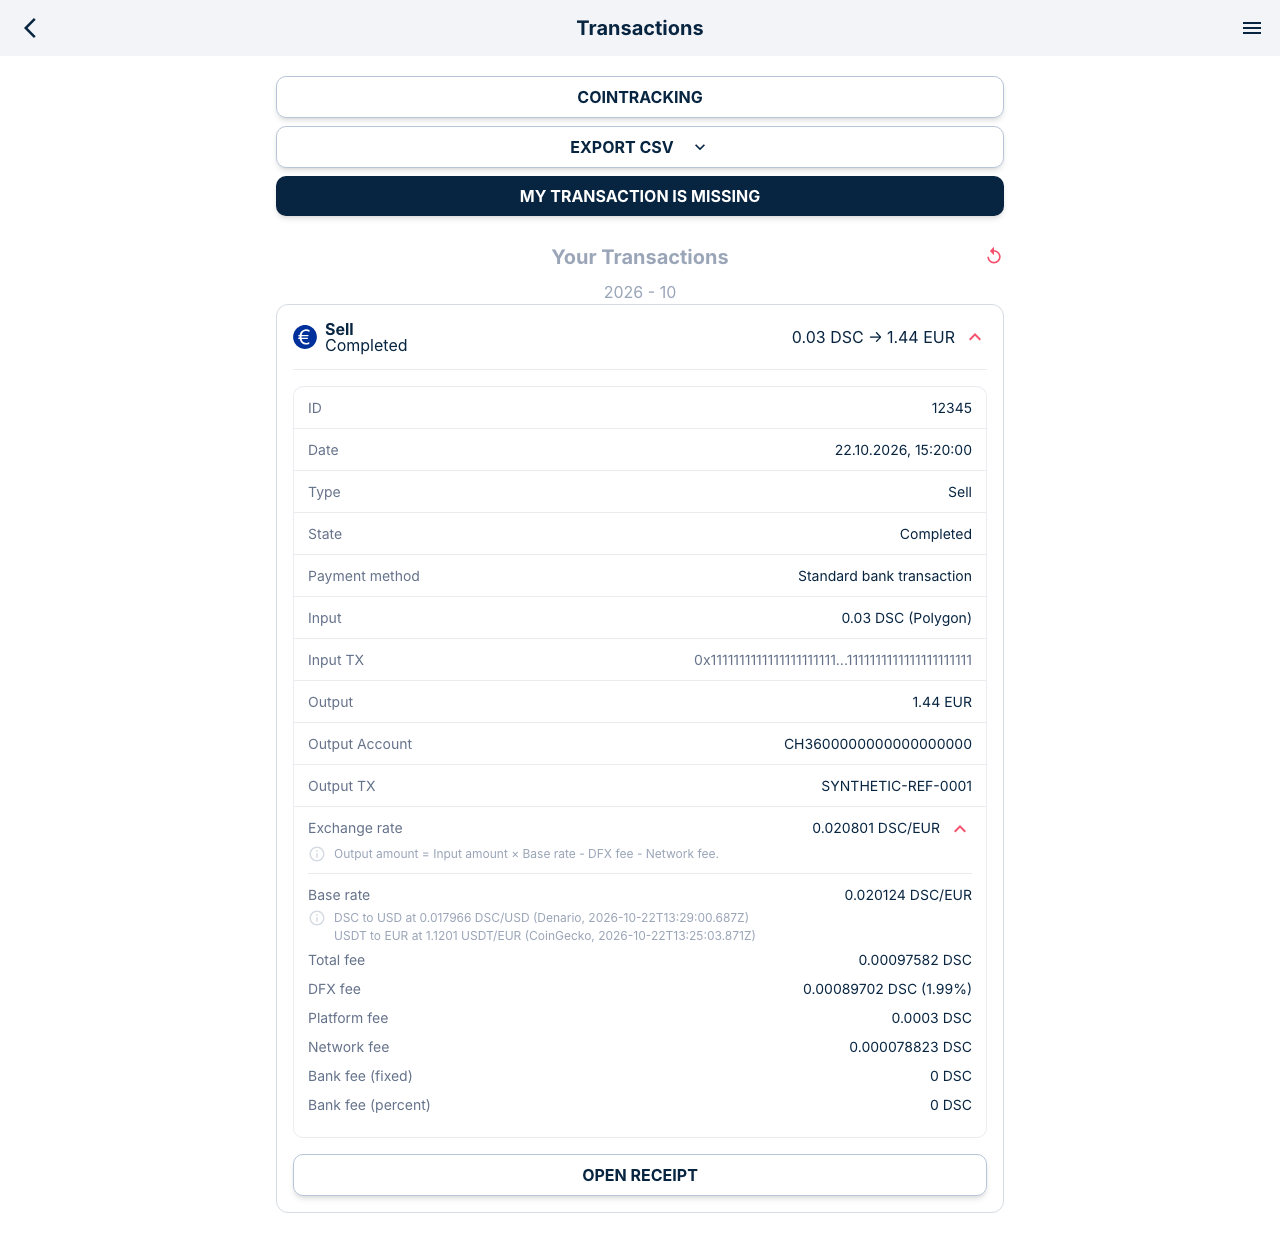 Transactions
COINTRACKING
EXPORT CSV
MY TRANSACTION IS MISSING
Your Transactions
2026 - 10
Sell
Completed
0.03 DSC → 1.44 EUR
ID 12345
Date 22.10.2026, 15:20:00
Type Sell
State Completed
Payment method Standard bank transaction
Input 0.03 DSC (Polygon)
Input TX 0x1111111111111111111111...1111111111111111111111
Output 1.44 EUR
Output Account CH3600000000000000000
Output TX SYNTHETIC-REF-0001
Exchange rate 0.020801 DSC/EUR
Output amount = Input amount × Base rate - DFX fee - Network fee.
Base rate 0.020124 DSC/EUR
DSC to USD at 0.017966 DSC/USD (Denario, 2026-10-22T13:29:00.687Z)
USDT to EUR at 1.1201 USDT/EUR (CoinGecko, 2026-10-22T13:25:03.871Z)
Total fee 0.00097582 DSC
DFX fee 0.00089702 DSC (1.99%)
Platform fee 0.0003 DSC
Network fee 0.000078823 DSC
Bank fee (fixed) 0 DSC
Bank fee (percent) 0 DSC
OPEN RECEIPT